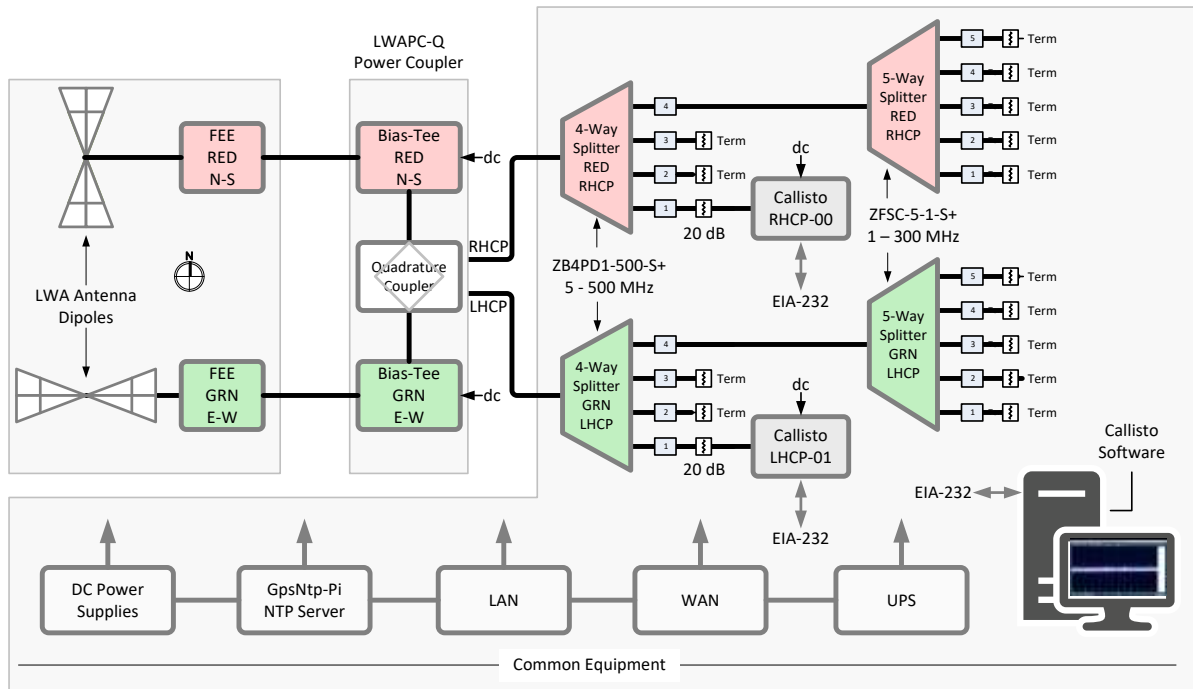 LWAPC-Q
Power Coupler
FEE
RED
N-S
Bias-Tee
RED
N-S
dc
N
LWA Antenna
Dipoles
Quadrature
Coupler
RHCP
LHCP
FEE
GRN
E-W
Bias-Tee
GRN
E-W
dc
4-Way
Splitter
RED
RHCP
4
3
Term
2
Term
1
20 dB
dc
Callisto
RHCP-00
EIA-232
5-Way
Splitter
RED
RHCP
5
Term
4
Term
3
Term
2
Term
1
Term
ZB4PD1-500-S+
5 - 500 MHz
ZFSC-5-1-S+
1 – 300 MHz
4-Way
Splitter
GRN
LHCP
4
3
Term
2
Term
1
20 dB
dc
Callisto
LHCP-01
EIA-232
5-Way
Splitter
GRN
LHCP
5
Term
4
Term
3
Term
2
Term
1
Term
Callisto
Software
EIA-232
DC Power
Supplies
GpsNtp-Pi
NTP Server
LAN
WAN
UPS
Common Equipment